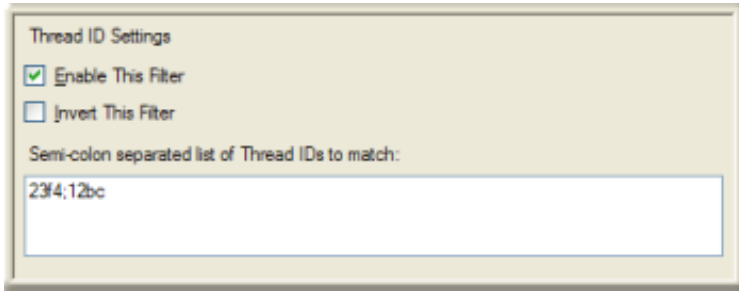 Thread ID Settings
Enable This Filter
Invert This Filter
Semi-colon separated list of Thread IDs to match:
23f4;12bc